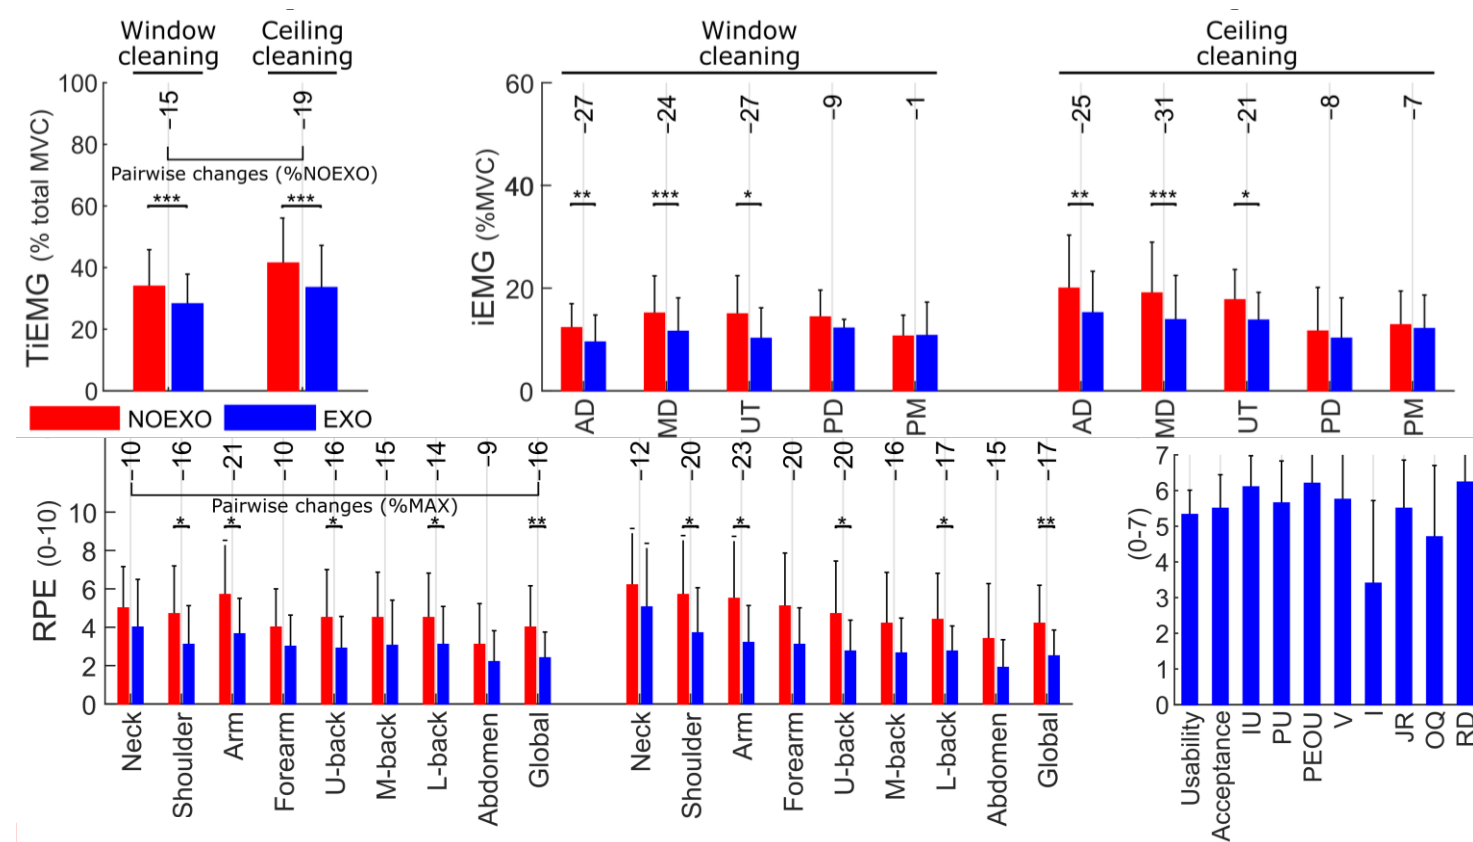 Window
cleaning
Ceiling
cleaning
100
80
60
40
20
0
TiEMG (% total MVC)
-15
-19
Pairwise changes (%NOEXO)
***
***
NOEXO
EXO
Window
cleaning
Ceiling
cleaning
60
40
20
0
iEMG (%MVC)
-27
-24
-27
-9
-1
-25
-31
-21
-8
-7
**
***
*
**
***
*
AD
MD
UT
PD
PM
AD
MD
UT
PD
PM
-10
-16
-21
-10
-16
-15
-14
-9
-16
-12
-20
-23
-20
-20
-16
-17
-15
-17
Pairwise changes (%MAX)
*
*
*
*
**
*
*
*
*
**
10
8
6
4
2
0
RPE (0-10)
Neck
Shoulder
Arm
Forearm
U-back
M-back
L-back
Abdomen
Global
Neck
Shoulder
Arm
Forearm
U-back
M-back
L-back
Abdomen
Global
7
6
5
4
3
2
1
0
(0-7)
Usability
Acceptance
IU
PU
PEOU
V
I
JR
OQ
RD